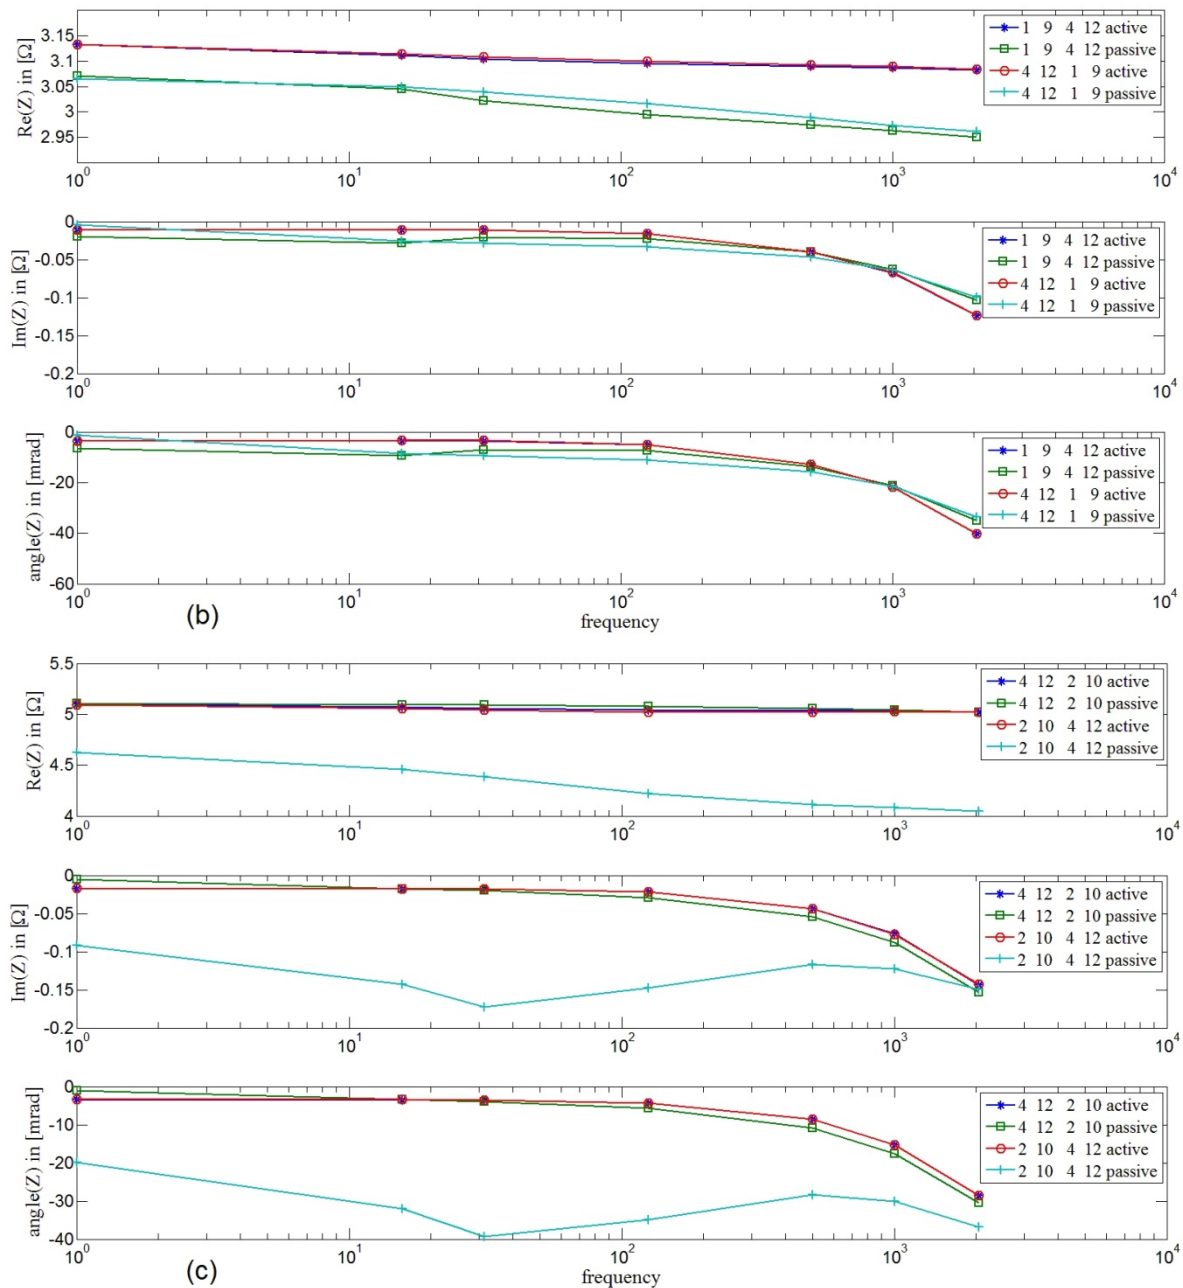 3.15
3.1
3.05
3
2.95
Re(Z) in [Ω]
1 9 4 12 active
1 9 4 12 passive
4 12 1 9 active
4 12 1 9 passive
10⁰ 10¹ 10² 10³ 10⁴
0
-0.05
-0.1
-0.15
-0.2
Im(Z) in [Ω]
1 9 4 12 active
1 9 4 12 passive
4 12 1 9 active
4 12 1 9 passive
10⁰ 10¹ 10² 10³ 10⁴
0
-20
-40
-60
angle(Z) in [mrad]
1 9 4 12 active
1 9 4 12 passive
4 12 1 9 active
4 12 1 9 passive
10⁰ 10¹ 10² 10³ 10⁴
(b)
frequency
5.5
5
4.5
4
Re(Z) in [Ω]
4 12 2 10 active
4 12 2 10 passive
2 10 4 12 active
2 10 4 12 passive
10⁰ 10¹ 10² 10³ 10⁴
0
-0.05
-0.1
-0.15
-0.2
Im(Z) in [Ω]
4 12 2 10 active
4 12 2 10 passive
2 10 4 12 active
2 10 4 12 passive
10⁰ 10¹ 10² 10³ 10⁴
0
-10
-20
-30
-40
angle(Z) in [mrad]
4 12 2 10 active
4 12 2 10 passive
2 10 4 12 active
2 10 4 12 passive
10⁰ 10¹ 10² 10³ 10⁴
(c)
frequency